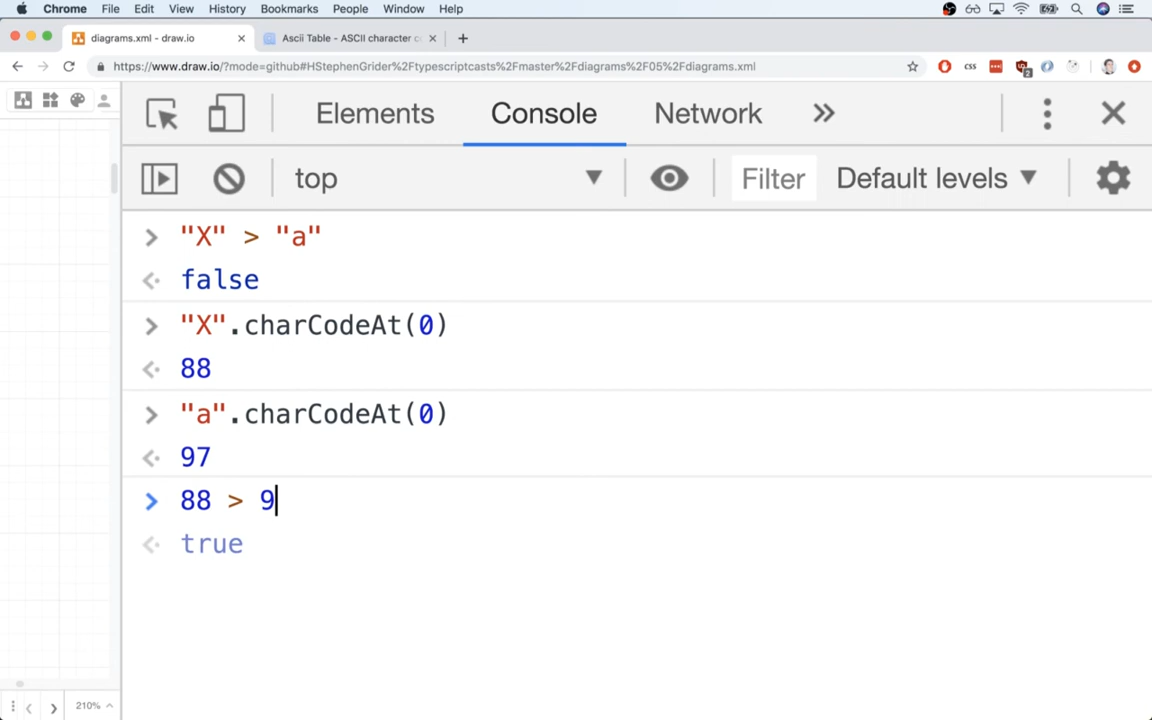 Chrome File Edit View History Bookmarks People Window Help
diagrams.xml - draw.io Ascii Table - ASCII character c
https://www.draw.io/?mode=github#HStephenGrider%2Ftypescriptcasts%2Fmaster%2Fdiagrams%2F05%2Fdiagrams.xml
CSS 2
Elements Console Network
top Filter Default levels
> "X" > "a"
false
> "X".charCodeAt(0)
88
> "a".charCodeAt(0)
97
> 88 > 9
true
210%